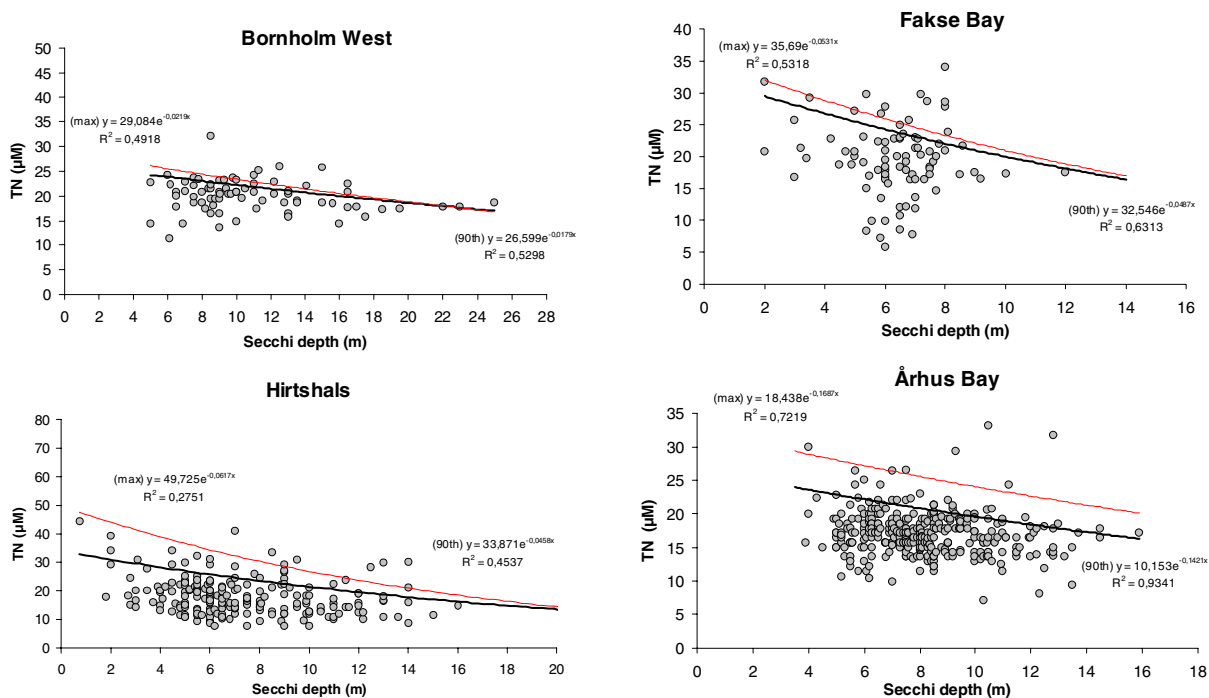 Bornholm West
50
45
40
35
30
25
20
15
10
5
0
TN (µM)
(max) y = 29,084e^-0,0219x
R² = 0,4918
(90th) y = 26,599e^-0,0179x
R² = 0,5298
0 2 4 6 8 10 12 14 16 18 20 22 24 26 28
Secchi depth (m)
Fakse Bay
40
35
30
25
20
15
10
5
0
TN (µM)
(max) y = 35,69e^-0,0531x
R² = 0,5318
(90th) y = 32,546e^-0,0487x
R² = 0,6313
0 2 4 6 8 10 12 14 16
Secchi depth (m)
Hirtshals
80
70
60
50
40
30
20
10
0
TN (µM)
(max) y = 49,725e^-0,0617x
R² = 0,2751
(90th) y = 33,871e^-0,0458x
R² = 0,4537
0 2 4 6 8 10 12 14 16 18 20
Secchi depth (m)
Århus Bay
35
30
25
20
15
10
5
0
TN (µM)
(max) y = 18,438e^-0,1687x
R² = 0,7219
(90th) y = 10,153e^-0,1421x
R² = 0,9341
0 2 4 6 8 10 12 14 16 18
Secchi depth (m)